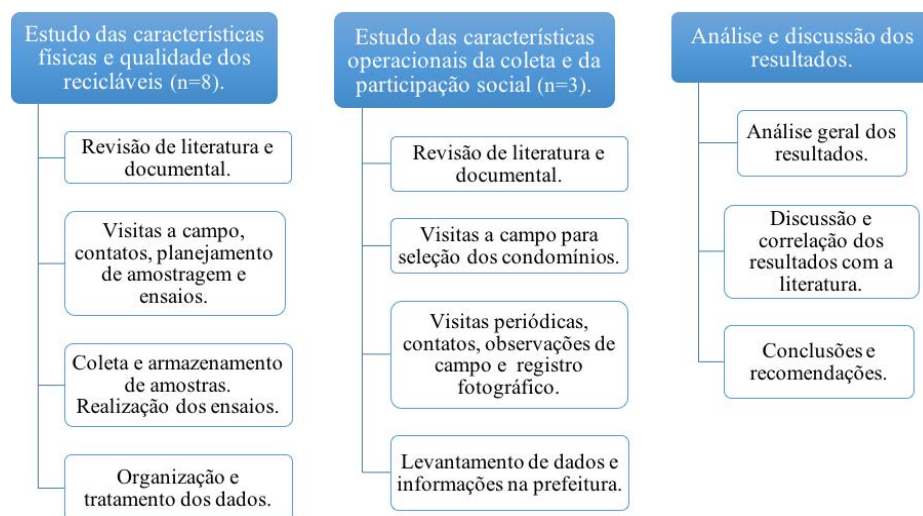 Estudo das características
físicas e qualidade dos
recicláveis (n=8).
Revisão de literatura e
documental.
Visitas a campo,
contatos, planejamento
de amostragem e
ensaios.
Coleta e armazenamento
de amostras.
Realização dos ensaios.
Organização e
tratamento dos dados.
Estudo das características
operacionais da coleta e da
participação social (n=3).
Revisão de literatura e
documental.
Visitas a campo para
seleção dos condomínios.
Visitas periódicas,
contatos, observações de
campo e registro
fotográfico.
Levantamento de dados e
informações na prefeitura.
Análise e discussão dos
resultados.
Análise geral dos
resultados.
Discussão e
correlação dos
resultados com a
literatura.
Conclusões e
recomendações.